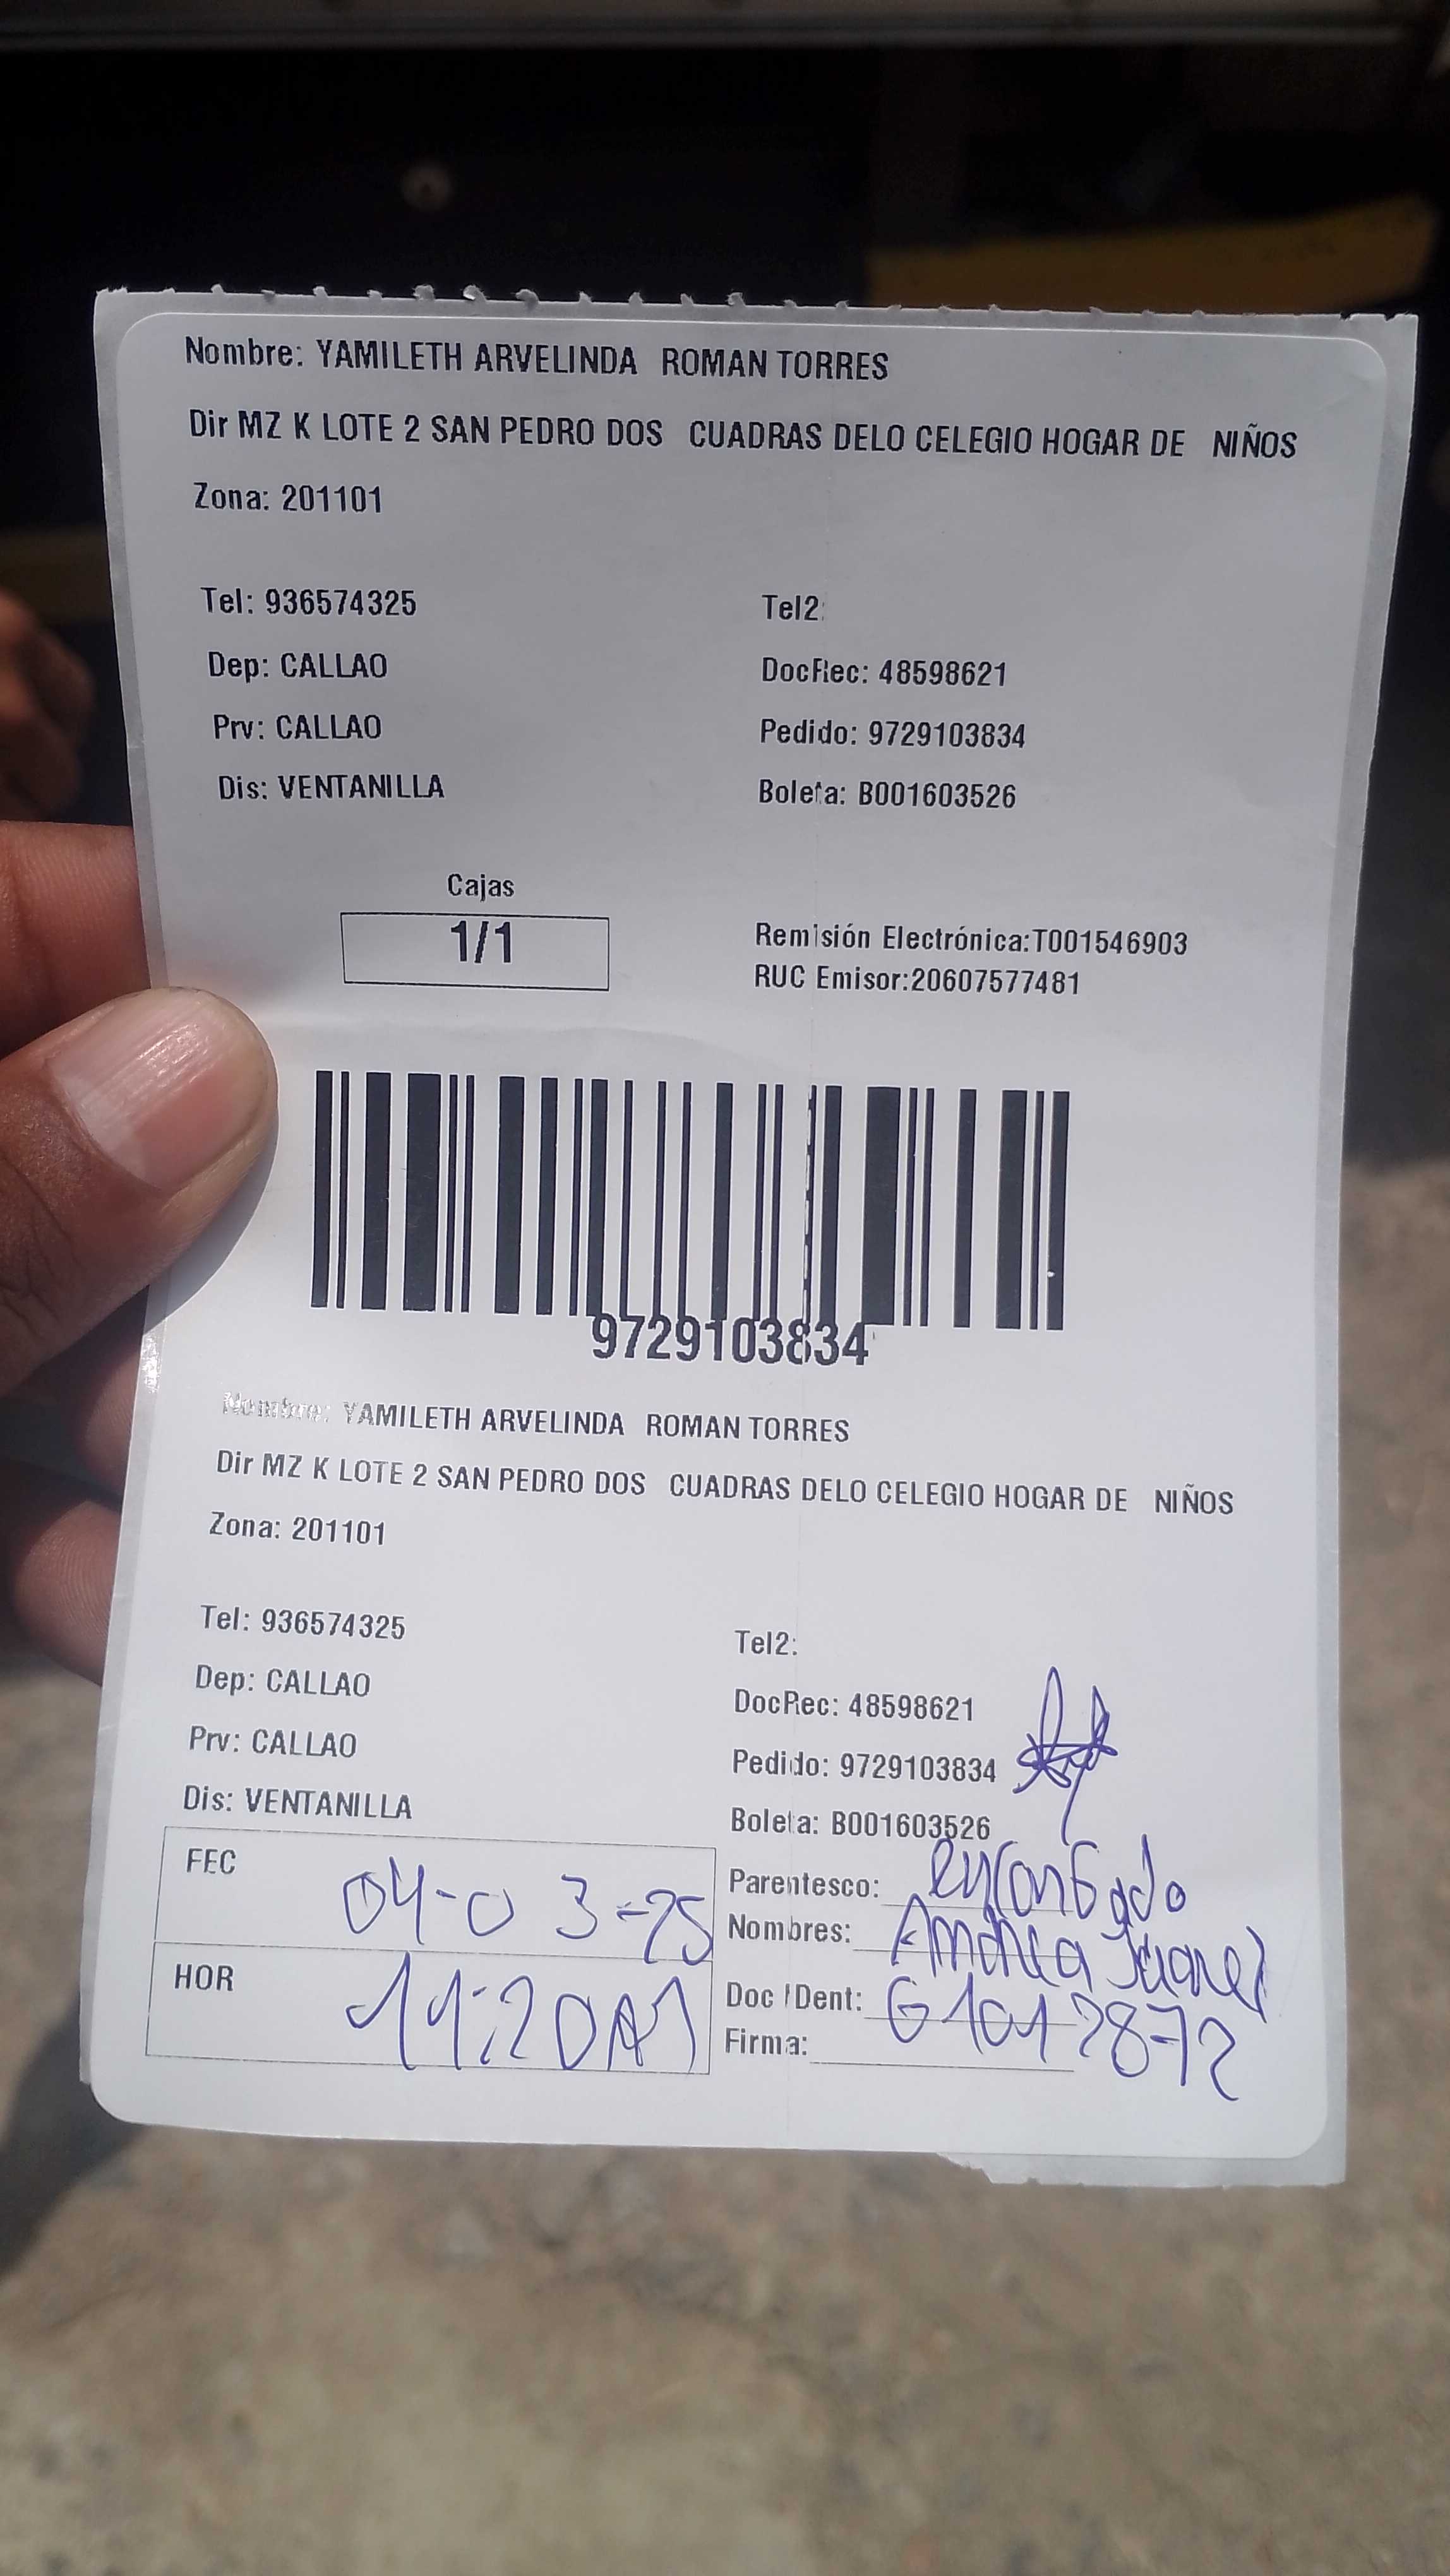 Nombre: YAMILETH ARVELINDA ROMAN TORRES
Dir MZ K LOTE 2 SAN PEDRO DOS CUADRAS DELO CELEGIO HOGAR DE NIÑOS
Zona: 201101
Tel: 936574325 Tel2:
Dep: CALLAO DocRec: 48598621
Prv: CALLAO Pedido: 9729103834
Dis: VENTANILLA Boleta: B001603526
Cajas
1/1
Remisión Electrónica:T001546903
RUC Emisor:20607577481
9729103834
Nombre: YAMILETH ARVELINDA ROMAN TORRES
Dir MZ K LOTE 2 SAN PEDRO DOS CUADRAS DELO CELEGIO HOGAR DE NIÑOS
Zona: 201101
Tel: 936574325 Tel2:
Dep: CALLAO DocRec: 48598621
Prv: CALLAO Pedido: 9729103834
Dis: VENTANILLA Boleta: B001603526
FEC 04-03-25 Parentesco:
Nombres: Andrea
HOR 11:20AM Doc IDent:
Firma: